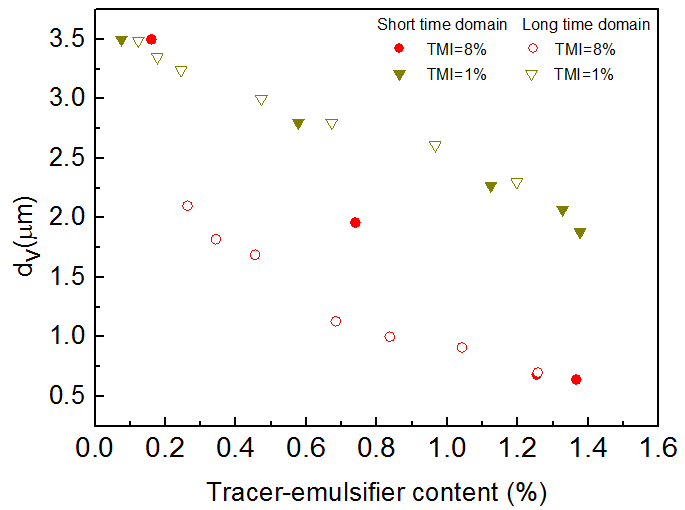 Short time domain Long time domain
TMI=8% TMI=8%
TMI=1% TMI=1%
3.5
3.0
2.5
2.0
1.5
1.0
0.5
dv(μm)
0.0 0.2 0.4 0.6 0.8 1.0 1.2 1.4 1.6
Tracer-emulsifier content (%)